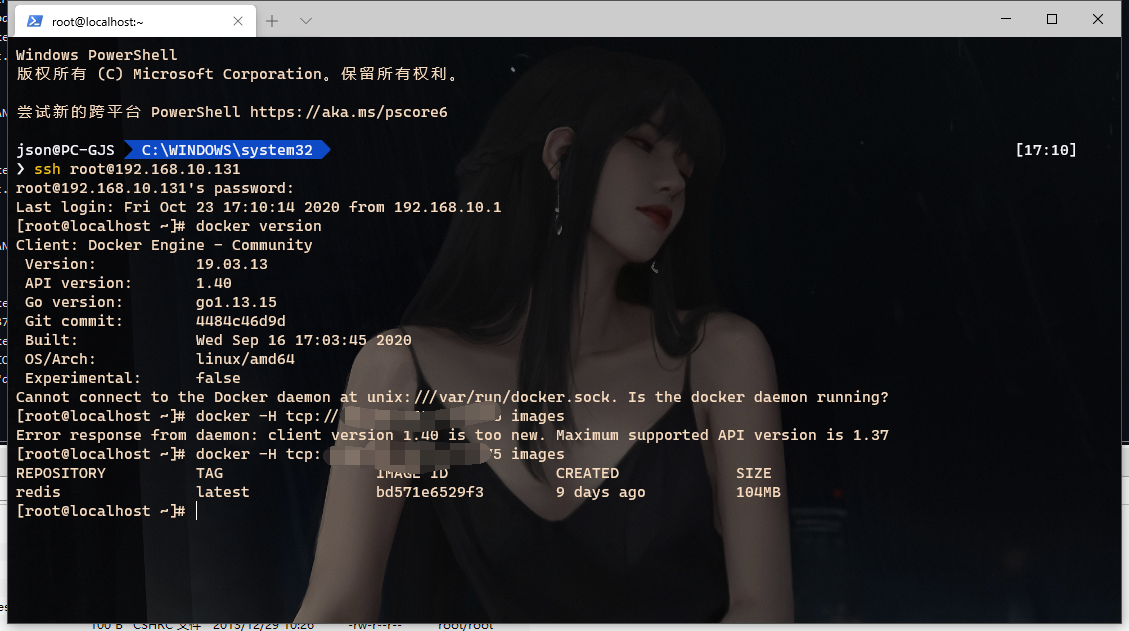 root@localhost:~
Windows PowerShell
版权所有 (C) Microsoft Corporation。保留所有权利。
尝试新的跨平台 PowerShell https://aka.ms/pscore6
json@PC-GJS C:\WINDOWS\system32 [17:10]
❯ ssh root@192.168.10.131
root@192.168.10.131's password:
Last login: Fri Oct 23 17:10:14 2020 from 192.168.10.1
[root@localhost ~]# docker version
Client: Docker Engine - Community
Version: 19.03.13
API version: 1.40
Go version: go1.13.15
Git commit: 4484c46d9d
Built: Wed Sep 16 17:03:45 2020
OS/Arch: linux/amd64
Experimental: false
Cannot connect to the Docker daemon at unix:///var/run/docker.sock. Is the docker daemon running?
[root@localhost ~]# docker -H tcp:// images
Error response from daemon: client version 1.40 is too new. Maximum supported API version is 1.37
[root@localhost ~]# docker -H tcp: 75 images
REPOSITORY TAG IMAGE ID CREATED SIZE
redis latest bd571e6529f3 9 days ago 104MB
[root@localhost ~]#
100 B CSHRC 文件 2013/12/29 10:26 -rw-r--r-- root/root